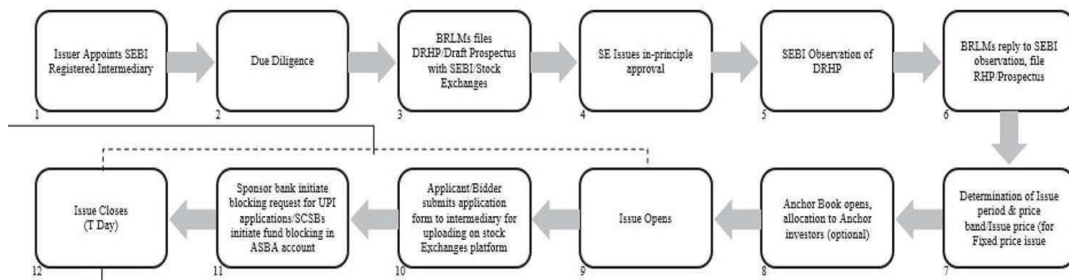 Issuer Appoints SEBI
Registered Intermediary
1
Due Diligence
2
BRLMs files
DRHP/Draft Prospectus
with SEBI/Stock
Exchanges
3
SE Issues in-principle
approval
4
SEBI Observation of
DRHP
5
BRLMs reply to SEBI
observation, file
RHP/Prospectus
6
Determination of Issue
period & price
band/Issue price (for
Fixed price issue
7
Anchor Book opens,
allocation to Anchor
investors (optional)
8
Issue Opens
9
Applicant/Bidder
submits application
form to intermediary for
uploading on stock
Exchanges platform
10
Sponsor bank initiate
blocking request for UPI
applications/SCSBs
initiate fund blocking in
ASBA account
11
Issue Closes
(T Day)
12